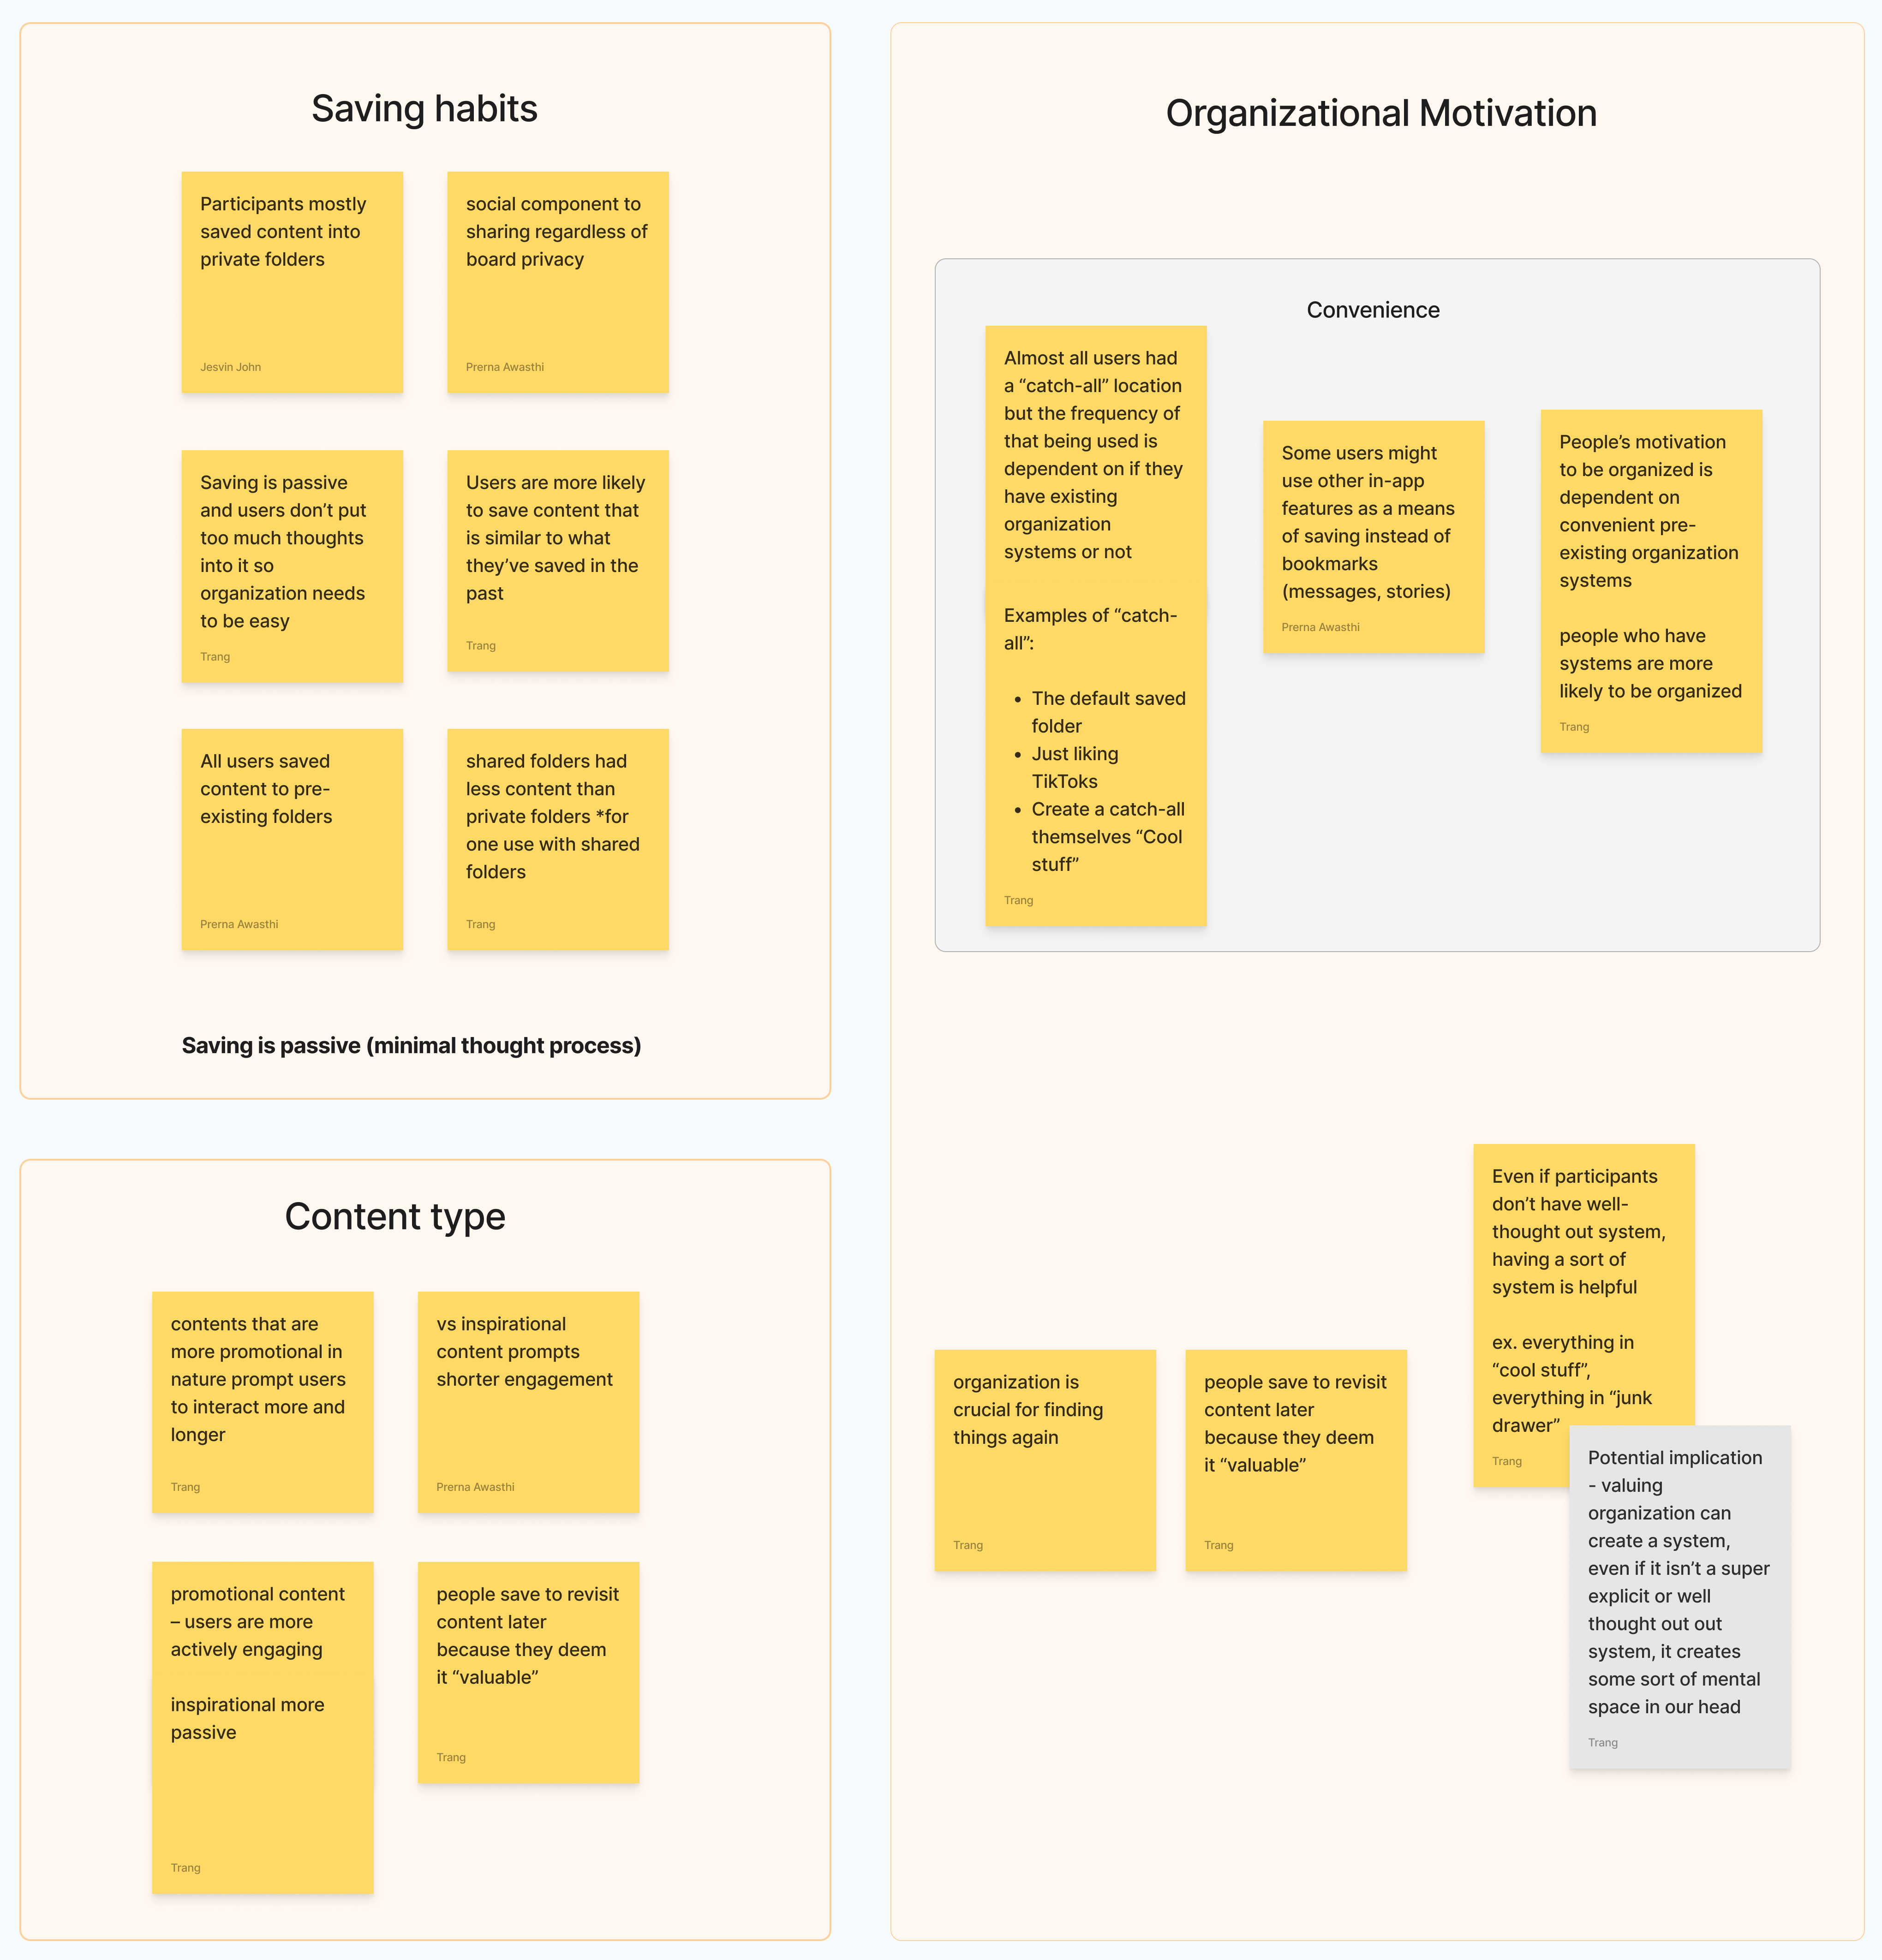 Saving habits
Participants mostly
saved content into
private folders
Jesvin John
social component to
sharing regardless of
board privacy
Prerna Awasthi
Saving is passive
and users don’t put
too much thoughts
into it so
organization needs
to be easy
Trang
Users are more likely
to save content that
is similar to what
they’ve saved in the
past
Trang
All users saved
content to pre-
existing folders
Prerna Awasthi
shared folders had
less content than
private folders *for
one use with shared
folders
Trang
Saving is passive (minimal thought process)
Content type
contents that are
more promotional in
nature prompt users
to interact more and
longer
Trang
vs inspirational
content prompts
shorter engagement
Prerna Awasthi
promotional content
– users are more
actively engaging
inspirational more
passive
Trang
people save to revisit
content later
because they deem
it “valuable”
Trang
Organizational Motivation
Convenience
Almost all users had
a “catch-all” location
but the frequency of
that being used is
dependent on if they
have existing
organization
systems or not
Examples of “catch-
all”:
• The default saved
folder
• Just liking
TikToks
• Create a catch-all
themselves “Cool
stuff”
Trang
Some users might
use other in-app
features as a means
of saving instead of
bookmarks
(messages, stories)
Prerna Awasthi
People’s motivation
to be organized is
dependent on
convenient pre-
existing organization
systems
people who have
systems are more
likely to be organized
Trang
organization is
crucial for finding
things again
Trang
people save to revisit
content later
because they deem
it “valuable”
Trang
Even if participants
don’t have well-
thought out system,
having a sort of
system is helpful
ex. everything in
“cool stuff”,
everything in “junk
drawer”
Trang
Potential implication
- valuing
organization can
create a system,
even if it isn’t a super
explicit or well
thought out out
system, it creates
some sort of mental
space in our head
Trang